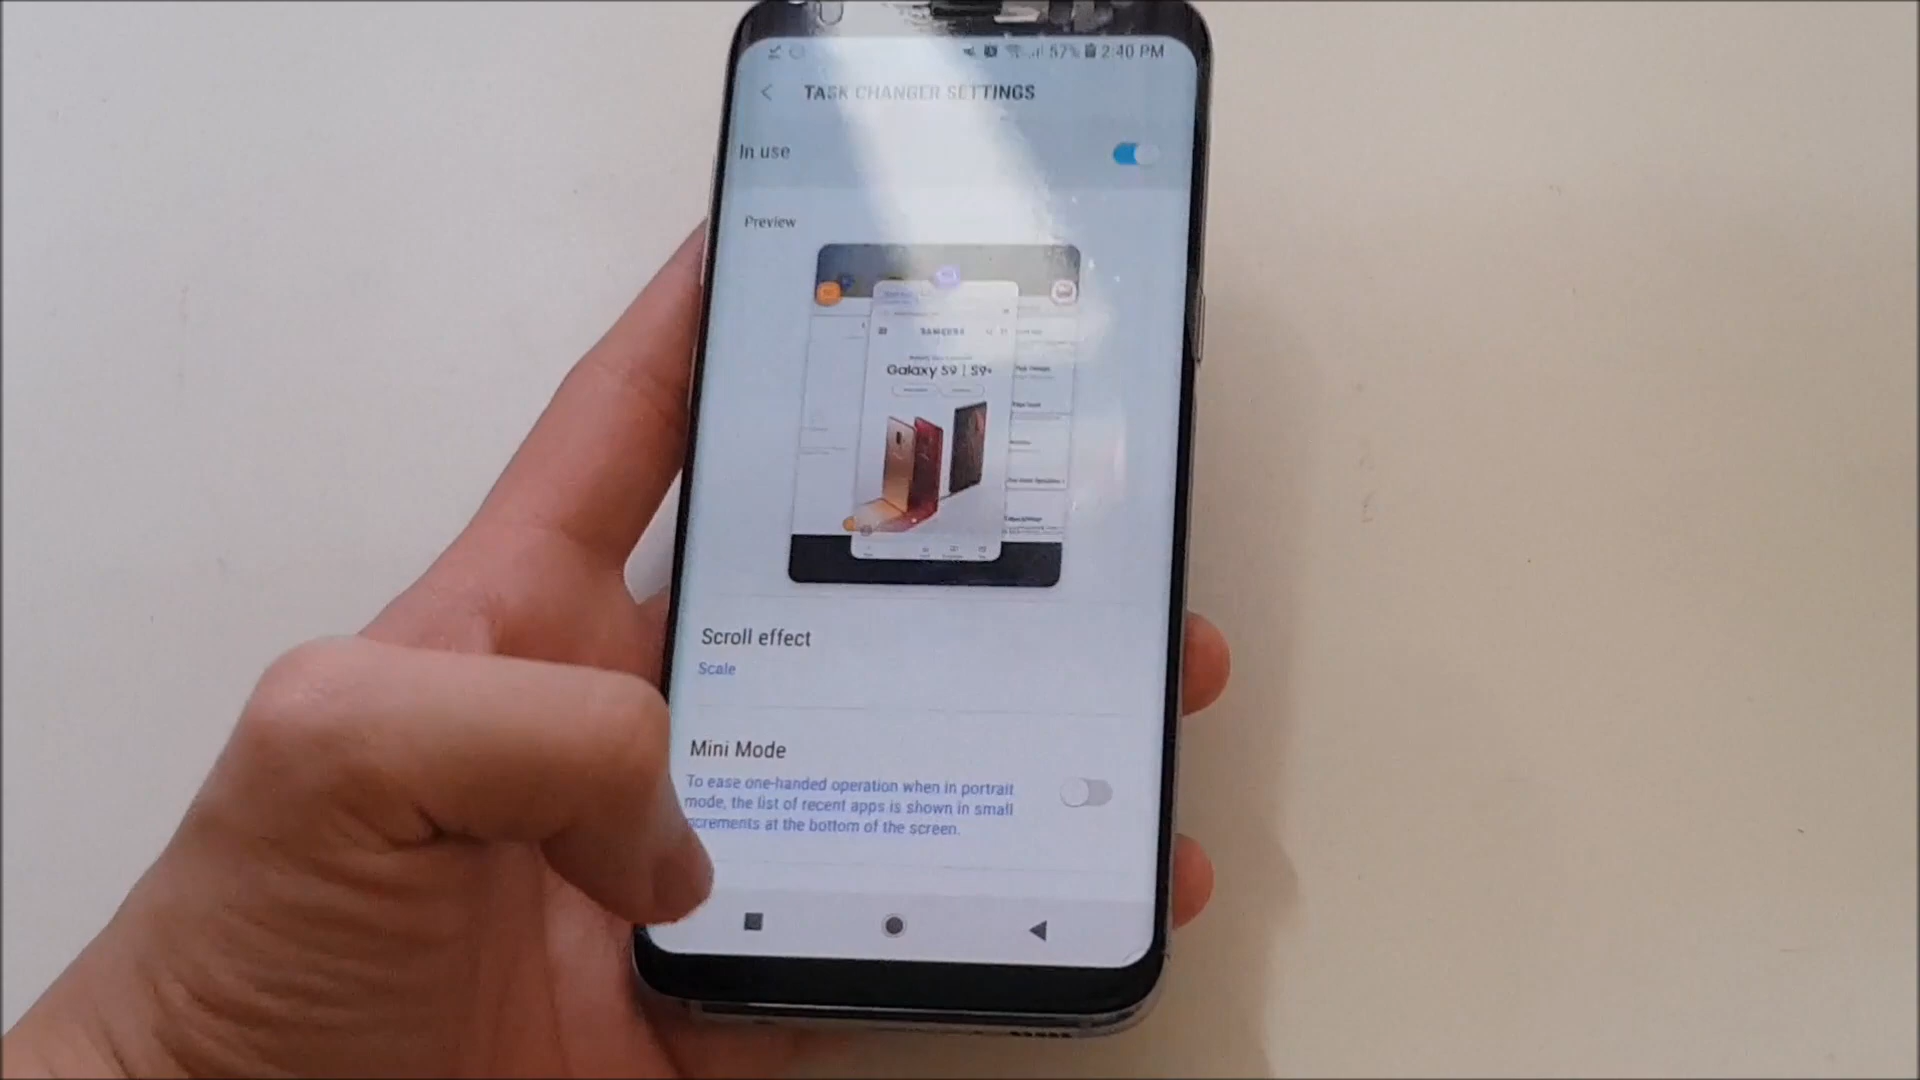 57% 2:40 PM
TASK CHANGER SETTINGS
In use
Preview
SAMSUNG
Galaxy S9 | S9+
Scroll effect
Scale
Mini Mode
To ease one-handed operation when in portrait
mode, the list of recent apps is shown in small
increments at the bottom of the screen.